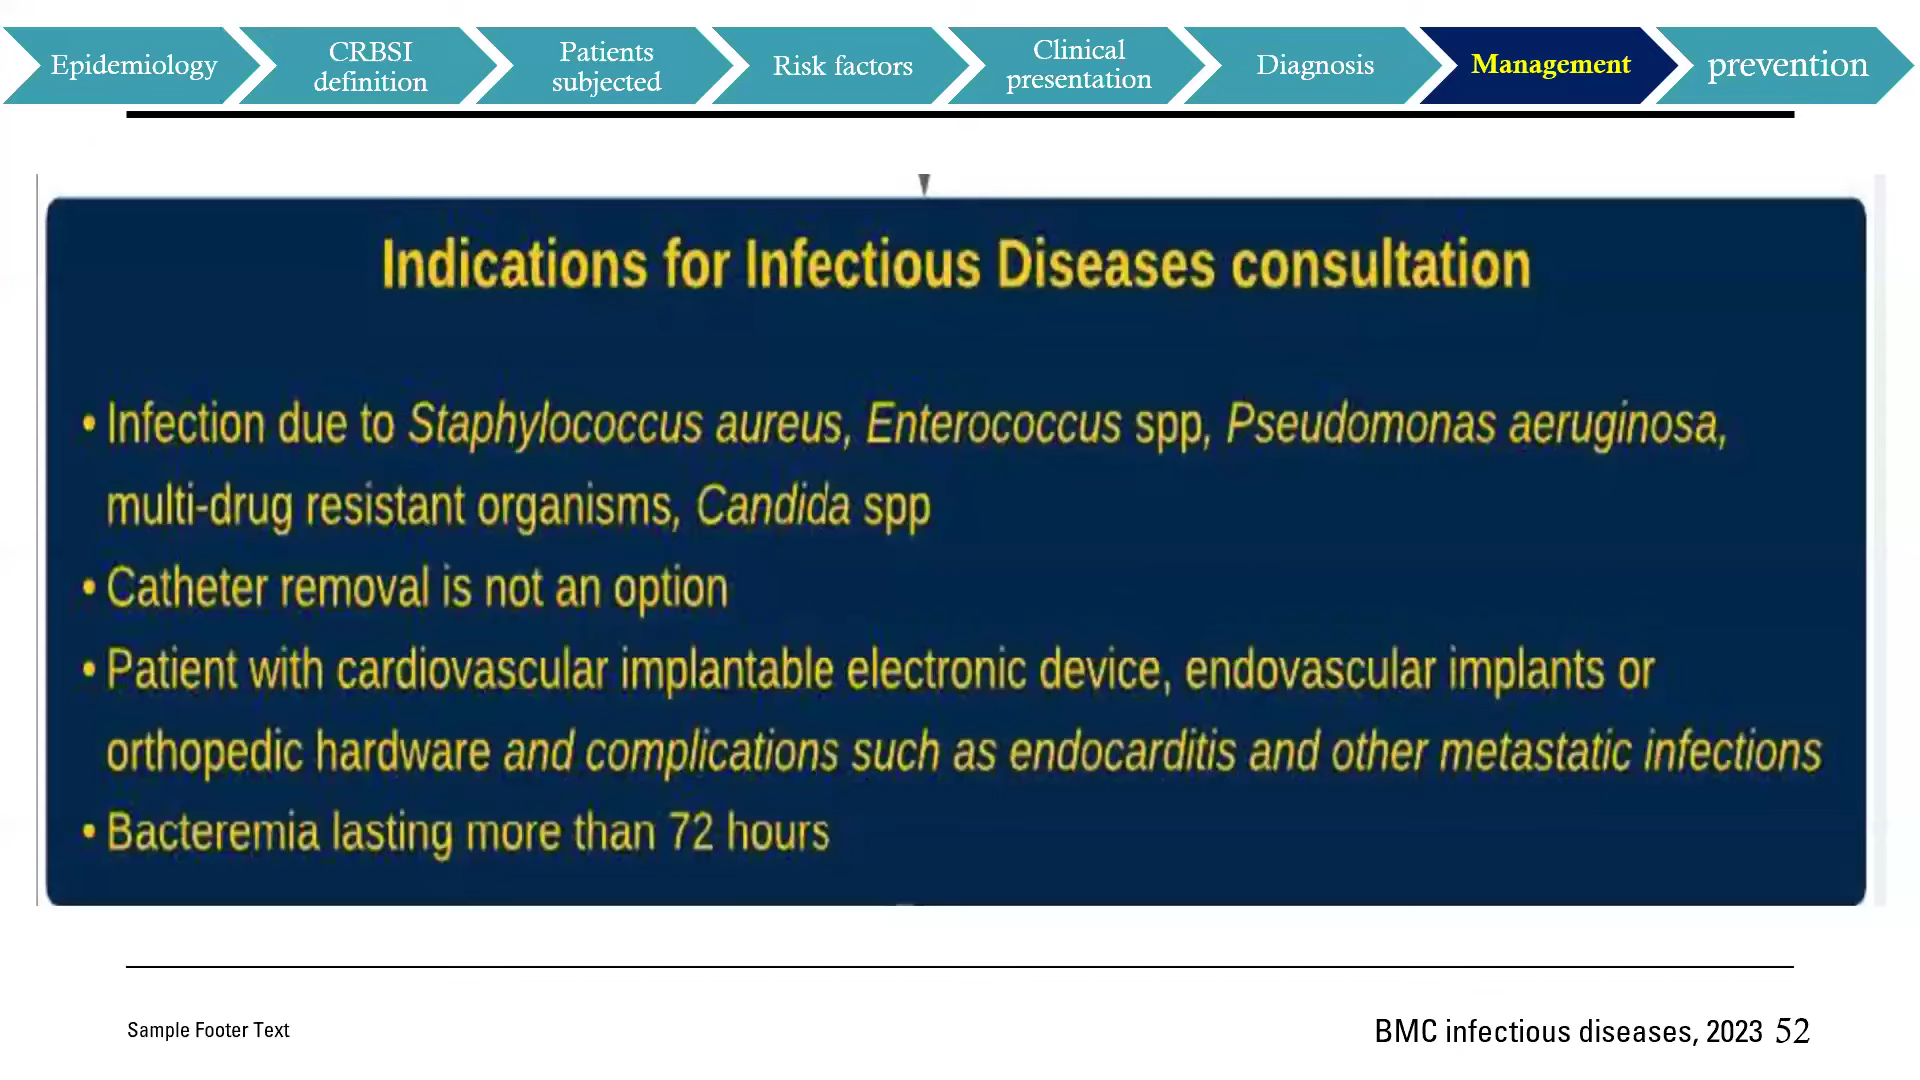 Epidemiology
CRBSI
definition
Patients
subjected
Risk factors
Clinical
presentation
Diagnosis
Management
prevention
Indications for Infectious Diseases consultation
• Infection due to Staphylococcus aureus, Enterococcus spp, Pseudomonas aeruginosa,
multi-drug resistant organisms, Candida spp
• Catheter removal is not an option
• Patient with cardiovascular implantable electronic device, endovascular implants or
orthopedic hardware and complications such as endocarditis and other metastatic infections
• Bacteremia lasting more than 72 hours
Sample Footer Text
BMC infectious diseases, 2023 52